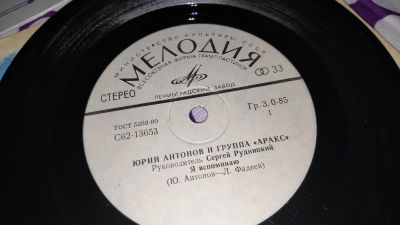 МИНИСТЕРСТВО КУЛЬТУРЫ СССР
МЕЛОДИЯ
ВСЕСОЮЗНАЯ ФИРМА ГРАМПЛАСТИНОК
СТЕРЕО
33
ЛЕНИНГРАДСКИЙ ЗАВОД
ГОСТ 5289-80
Гр. 3. 0-85
С62-13653
1
ЮРИЙ АНТОНОВ И ГРУППА «АРАКС»
Руководитель Сергей Рудницкий
Я вспоминаю
(Ю. Антонов—Л. Фадеев)